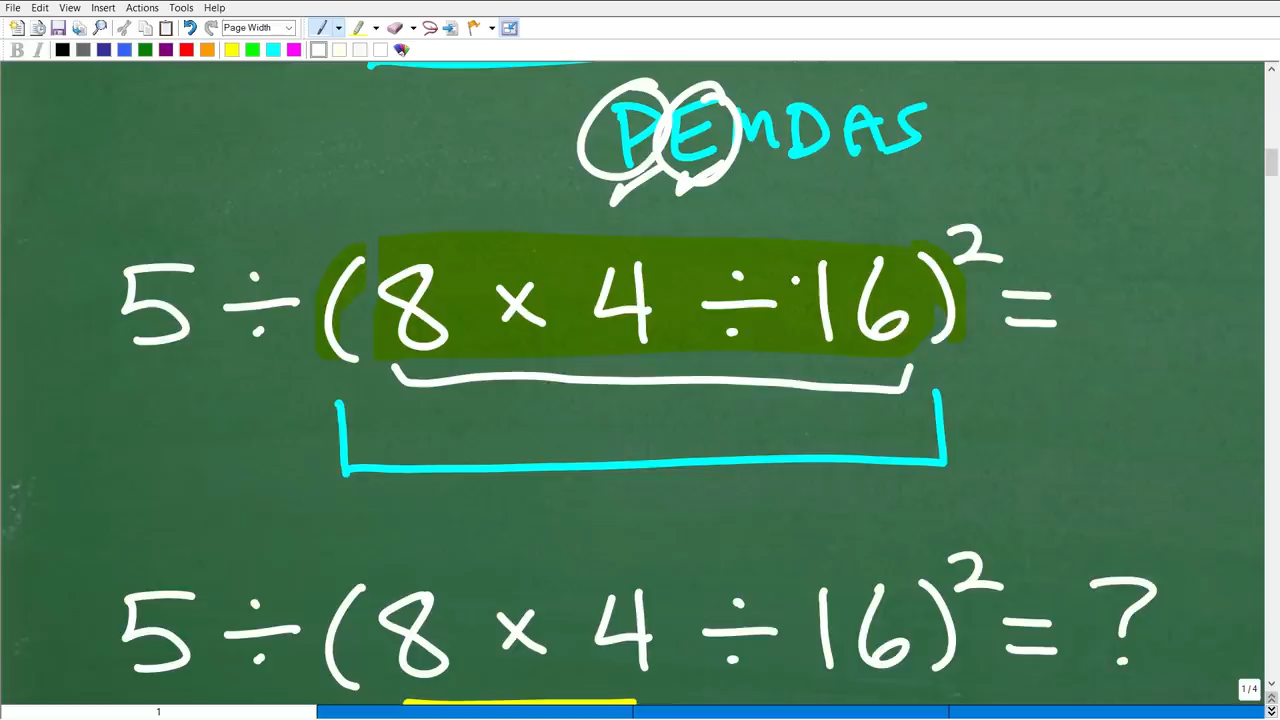 File Edit View Insert Actions Tools Help
Page Width
B I
PEMDAS
5 ÷ (8 × 4 ÷ 16)² =
5 ÷ (8 × 4 ÷ 16)² = ?
1/4
1